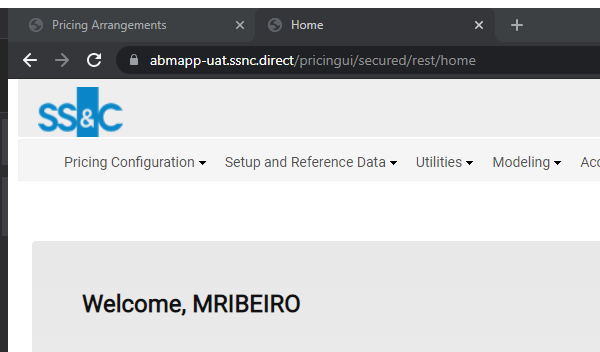 Pricing Arrangements
Home
abmapp-uat.ssnc.direct/pricingui/secured/rest/home
SS&C
Pricing Configuration Setup and Reference Data Utilities Modeling Acc
Welcome, MRIBEIRO